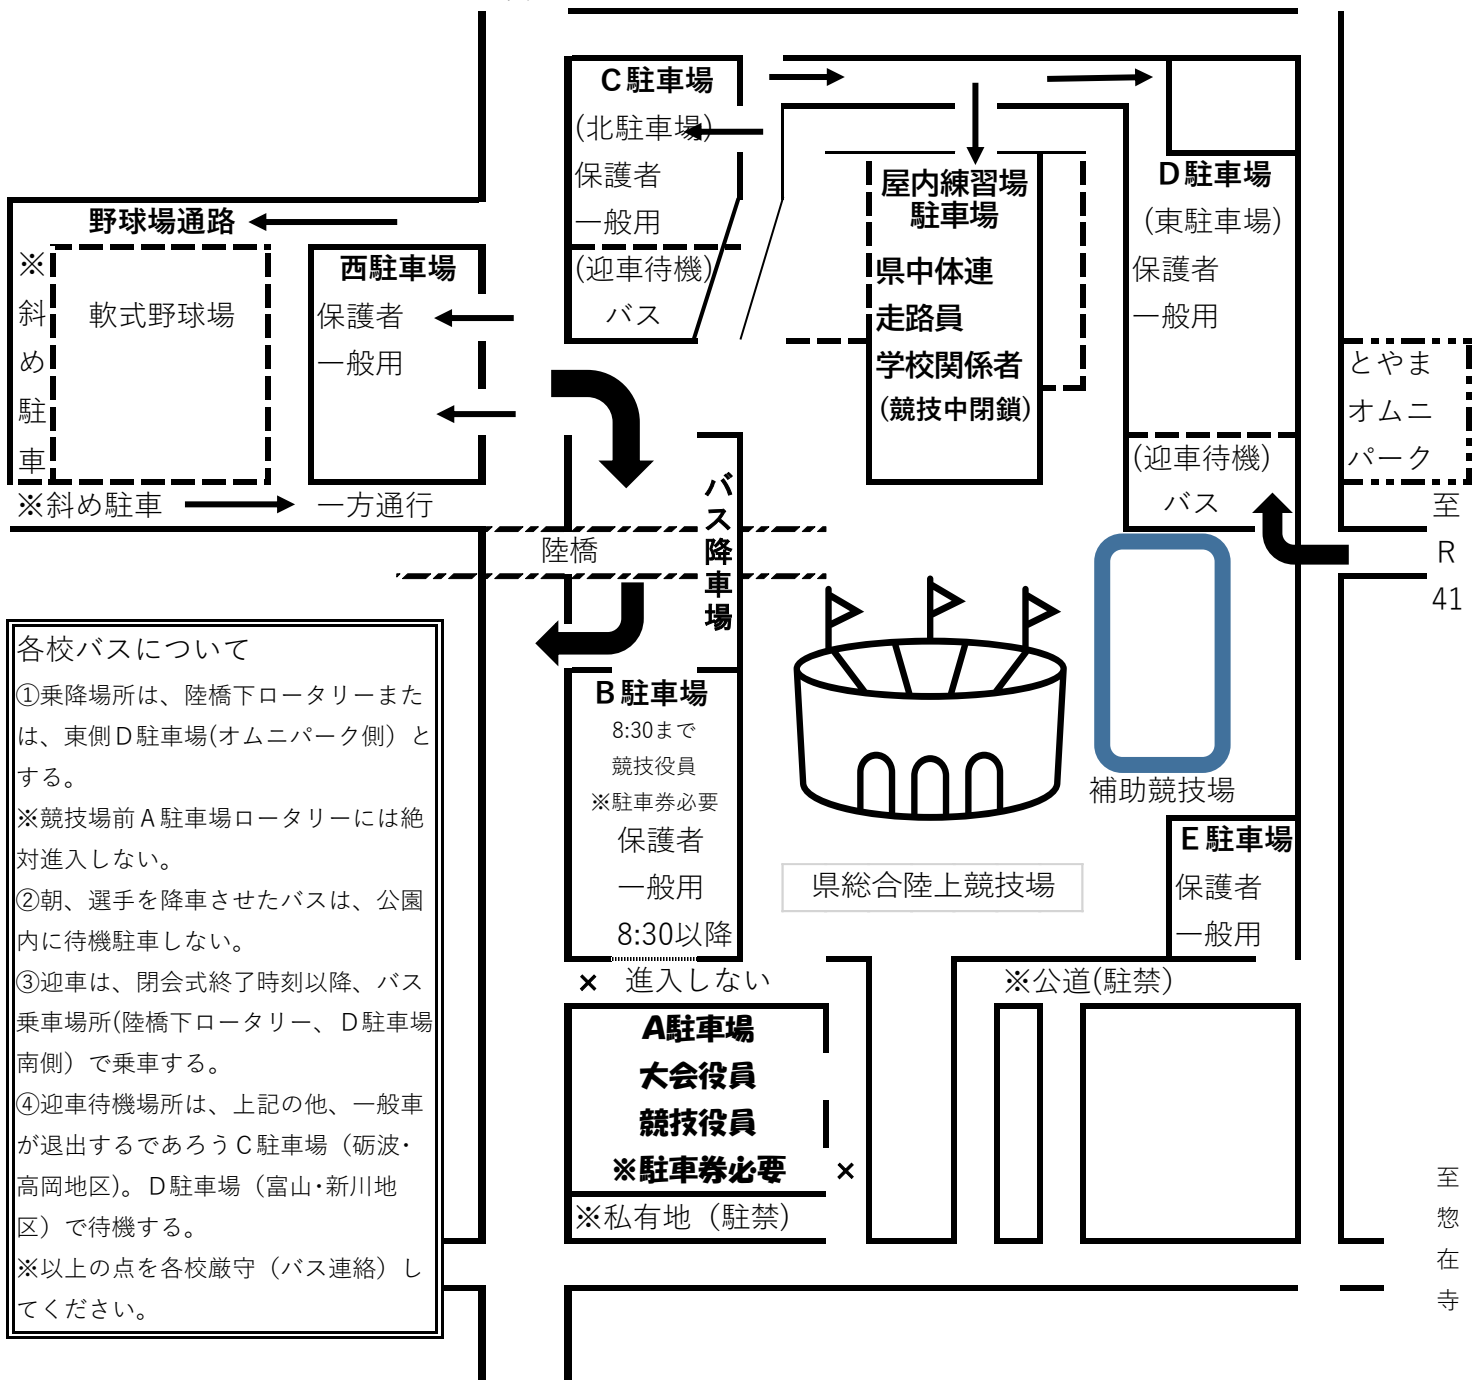 C駐車場
(北駐車場)
保護者
一般用
(迎車待機)
バス
屋内練習場
駐車場
県中体連
走路員
学校関係者
(競技中閉鎖)
D駐車場
(東駐車場)
保護者
一般用
(迎車待機)
バス
野球場通路
※斜め駐車
軟式野球場
西駐車場
保護者
一般用
※斜め駐車
一方通行
とやま
オムニ
パーク
至R41
陸橋
バス降車場
各校バスについて
①乗降場所は、陸橋下ロータリーまた
は、東側D駐車場(オムニパーク側）と
する。
※競技場前A駐車場ロータリーには絶
対進入しない。
②朝、選手を降車させたバスは、公園
内に待機駐車しない。
③迎車は、閉会式終了時刻以降、バス
乗車場所(陸橋下ロータリー、D駐車場
南側）で乗車する。
④迎車待機場所は、上記の他、一般車
が退出するであろうC駐車場（砺波･
高岡地区)。D駐車場（富山･新川地
区）で待機する。
※以上の点を各校厳守（バス連絡）し
てください。
B駐車場
8:30まで
競技役員
※駐車券必要
保護者
一般用
8:30以降
補助競技場
県総合陸上競技場
E駐車場
保護者
一般用
× 進入しない
※公道(駐禁)
A駐車場
大会役員
競技役員
※駐車券必要
×
※私有地（駐禁）
至惣在寺